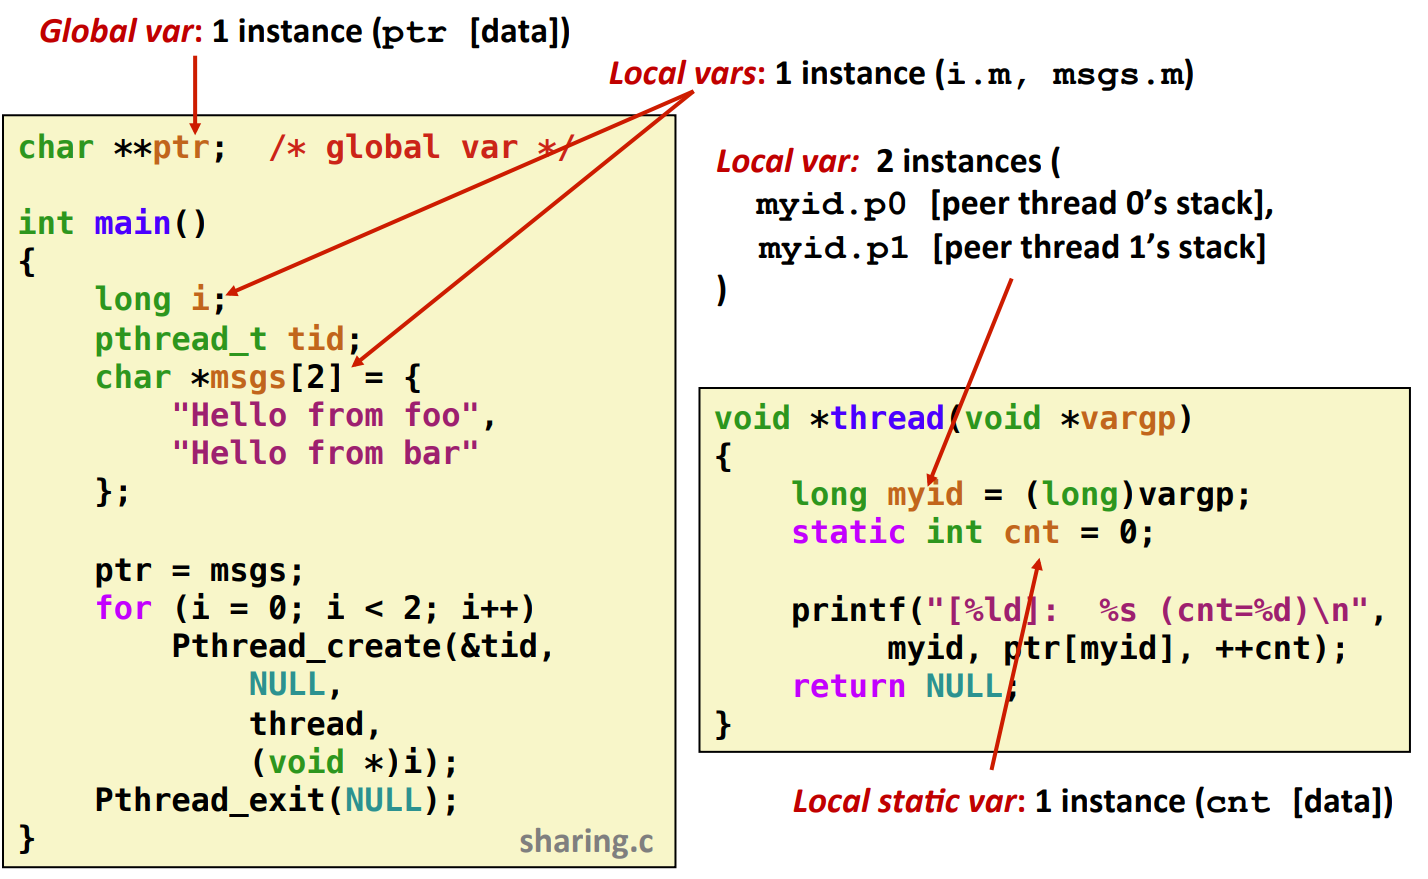 Global var: 1 instance (ptr [data])
Local vars: 1 instance (i.m, msgs.m)
char **ptr;  /* global var */

int main()
{
    long i;
    pthread_t tid;
    char *msgs[2] = {
        "Hello from foo",
        "Hello from bar"
    };

    ptr = msgs;
    for (i = 0; i < 2; i++)
        Pthread_create(&tid,
            NULL,
            thread,
            (void *)i);
    Pthread_exit(NULL);
}
sharing.c
Local var:  2 instances (
myid.p0 [peer thread 0’s stack],
myid.p1 [peer thread 1’s stack]
)
void *thread(void *vargp)
{
    long myid = (long)vargp;
    static int cnt = 0;

    printf("[%ld]:  %s (cnt=%d)\n",
         myid, ptr[myid], ++cnt);
    return NULL;
}
Local static var: 1 instance (cnt [data])